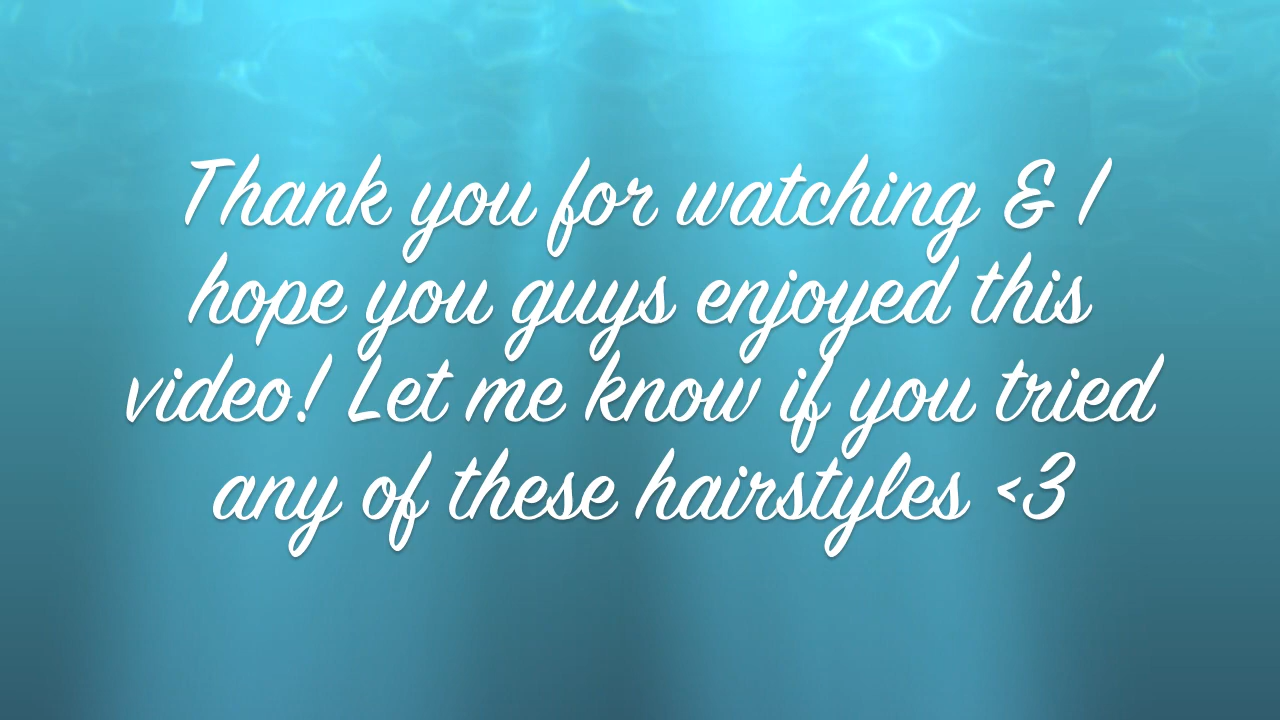 Thank you for watching & I
hope you guys enjoyed this
video! Let me know if you tried
any of these hairstyles <3